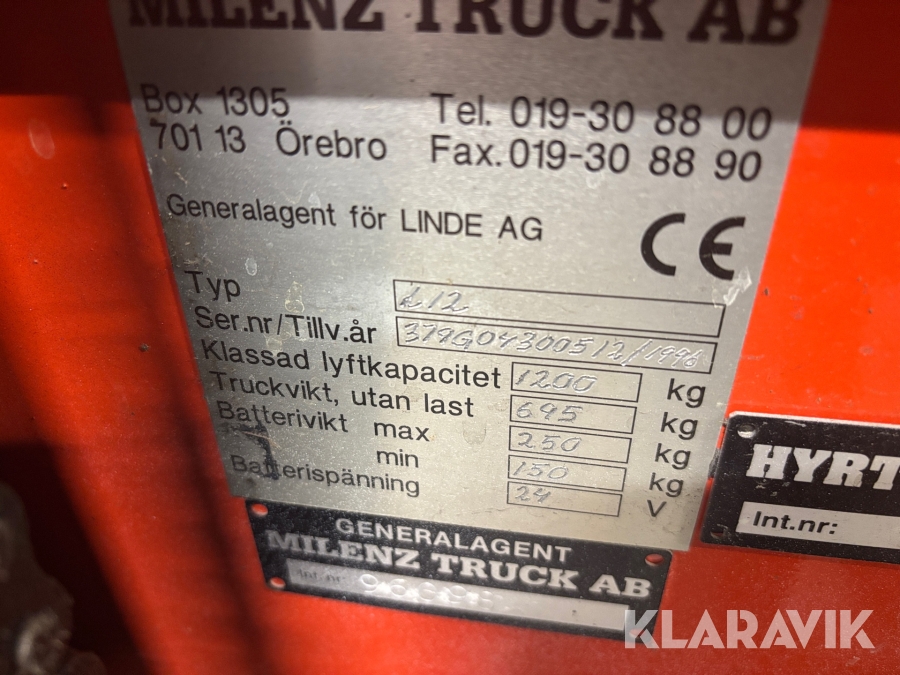 MILENZ TRUCK AB
Box 1305
701 13 Örebro
Tel. 019-30 88 00
Fax. 019-30 88 90
Generalagent för LINDE AG
CE
Typ L12
Ser.nr/Tillv.år 379G04300512/1996
Klassad lyftkapacitet 1200 kg
Truckvikt, utan last 695 kg
Batterivikt max 250 kg
min 150 kg
Batterispänning 24 V
GENERALAGENT
MILENZ TRUCK AB
Int.nr:
HYRT
Int.nr:
KLARAVIK